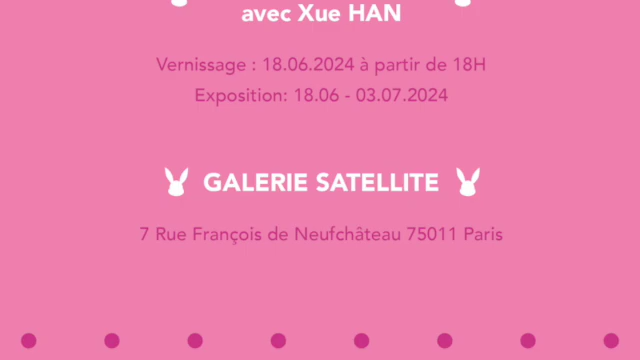 avec Xue HAN
Vernissage : 18.06.2024 à partir de 18H
Exposition: 18.06 - 03.07.2024
GALERIE SATELLITE
7 Rue François de Neufchâteau 75011 Paris